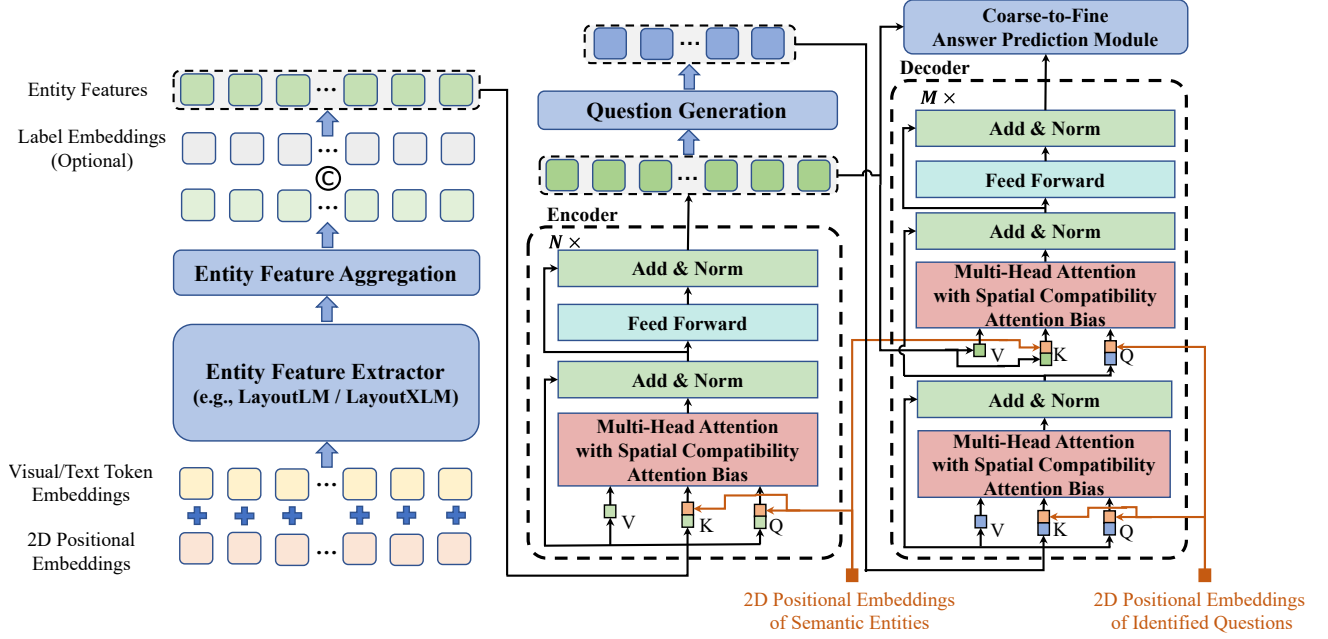 Entity Features
Label Embeddings
(Optional)
...
...
©
...
Entity Feature Aggregation
Entity Feature Extractor
(e.g., LayoutLM / LayoutXLM)
Visual/Text Token
Embeddings
...
2D Positional
Embeddings
...
...
Question Generation
...
Encoder
N ×
Add & Norm
Feed Forward
Add & Norm
Multi-Head Attention
with Spatial Compatibility
Attention Bias
V
K
Q
2D Positional Embeddings
of Semantic Entities
Coarse-to-Fine
Answer Prediction Module
Decoder
M ×
Add & Norm
Feed Forward
Add & Norm
Multi-Head Attention
with Spatial Compatibility
Attention Bias
V
K
Q
Add & Norm
Multi-Head Attention
with Spatial Compatibility
Attention Bias
V
K
Q
2D Positional Embeddings
of Identified Questions